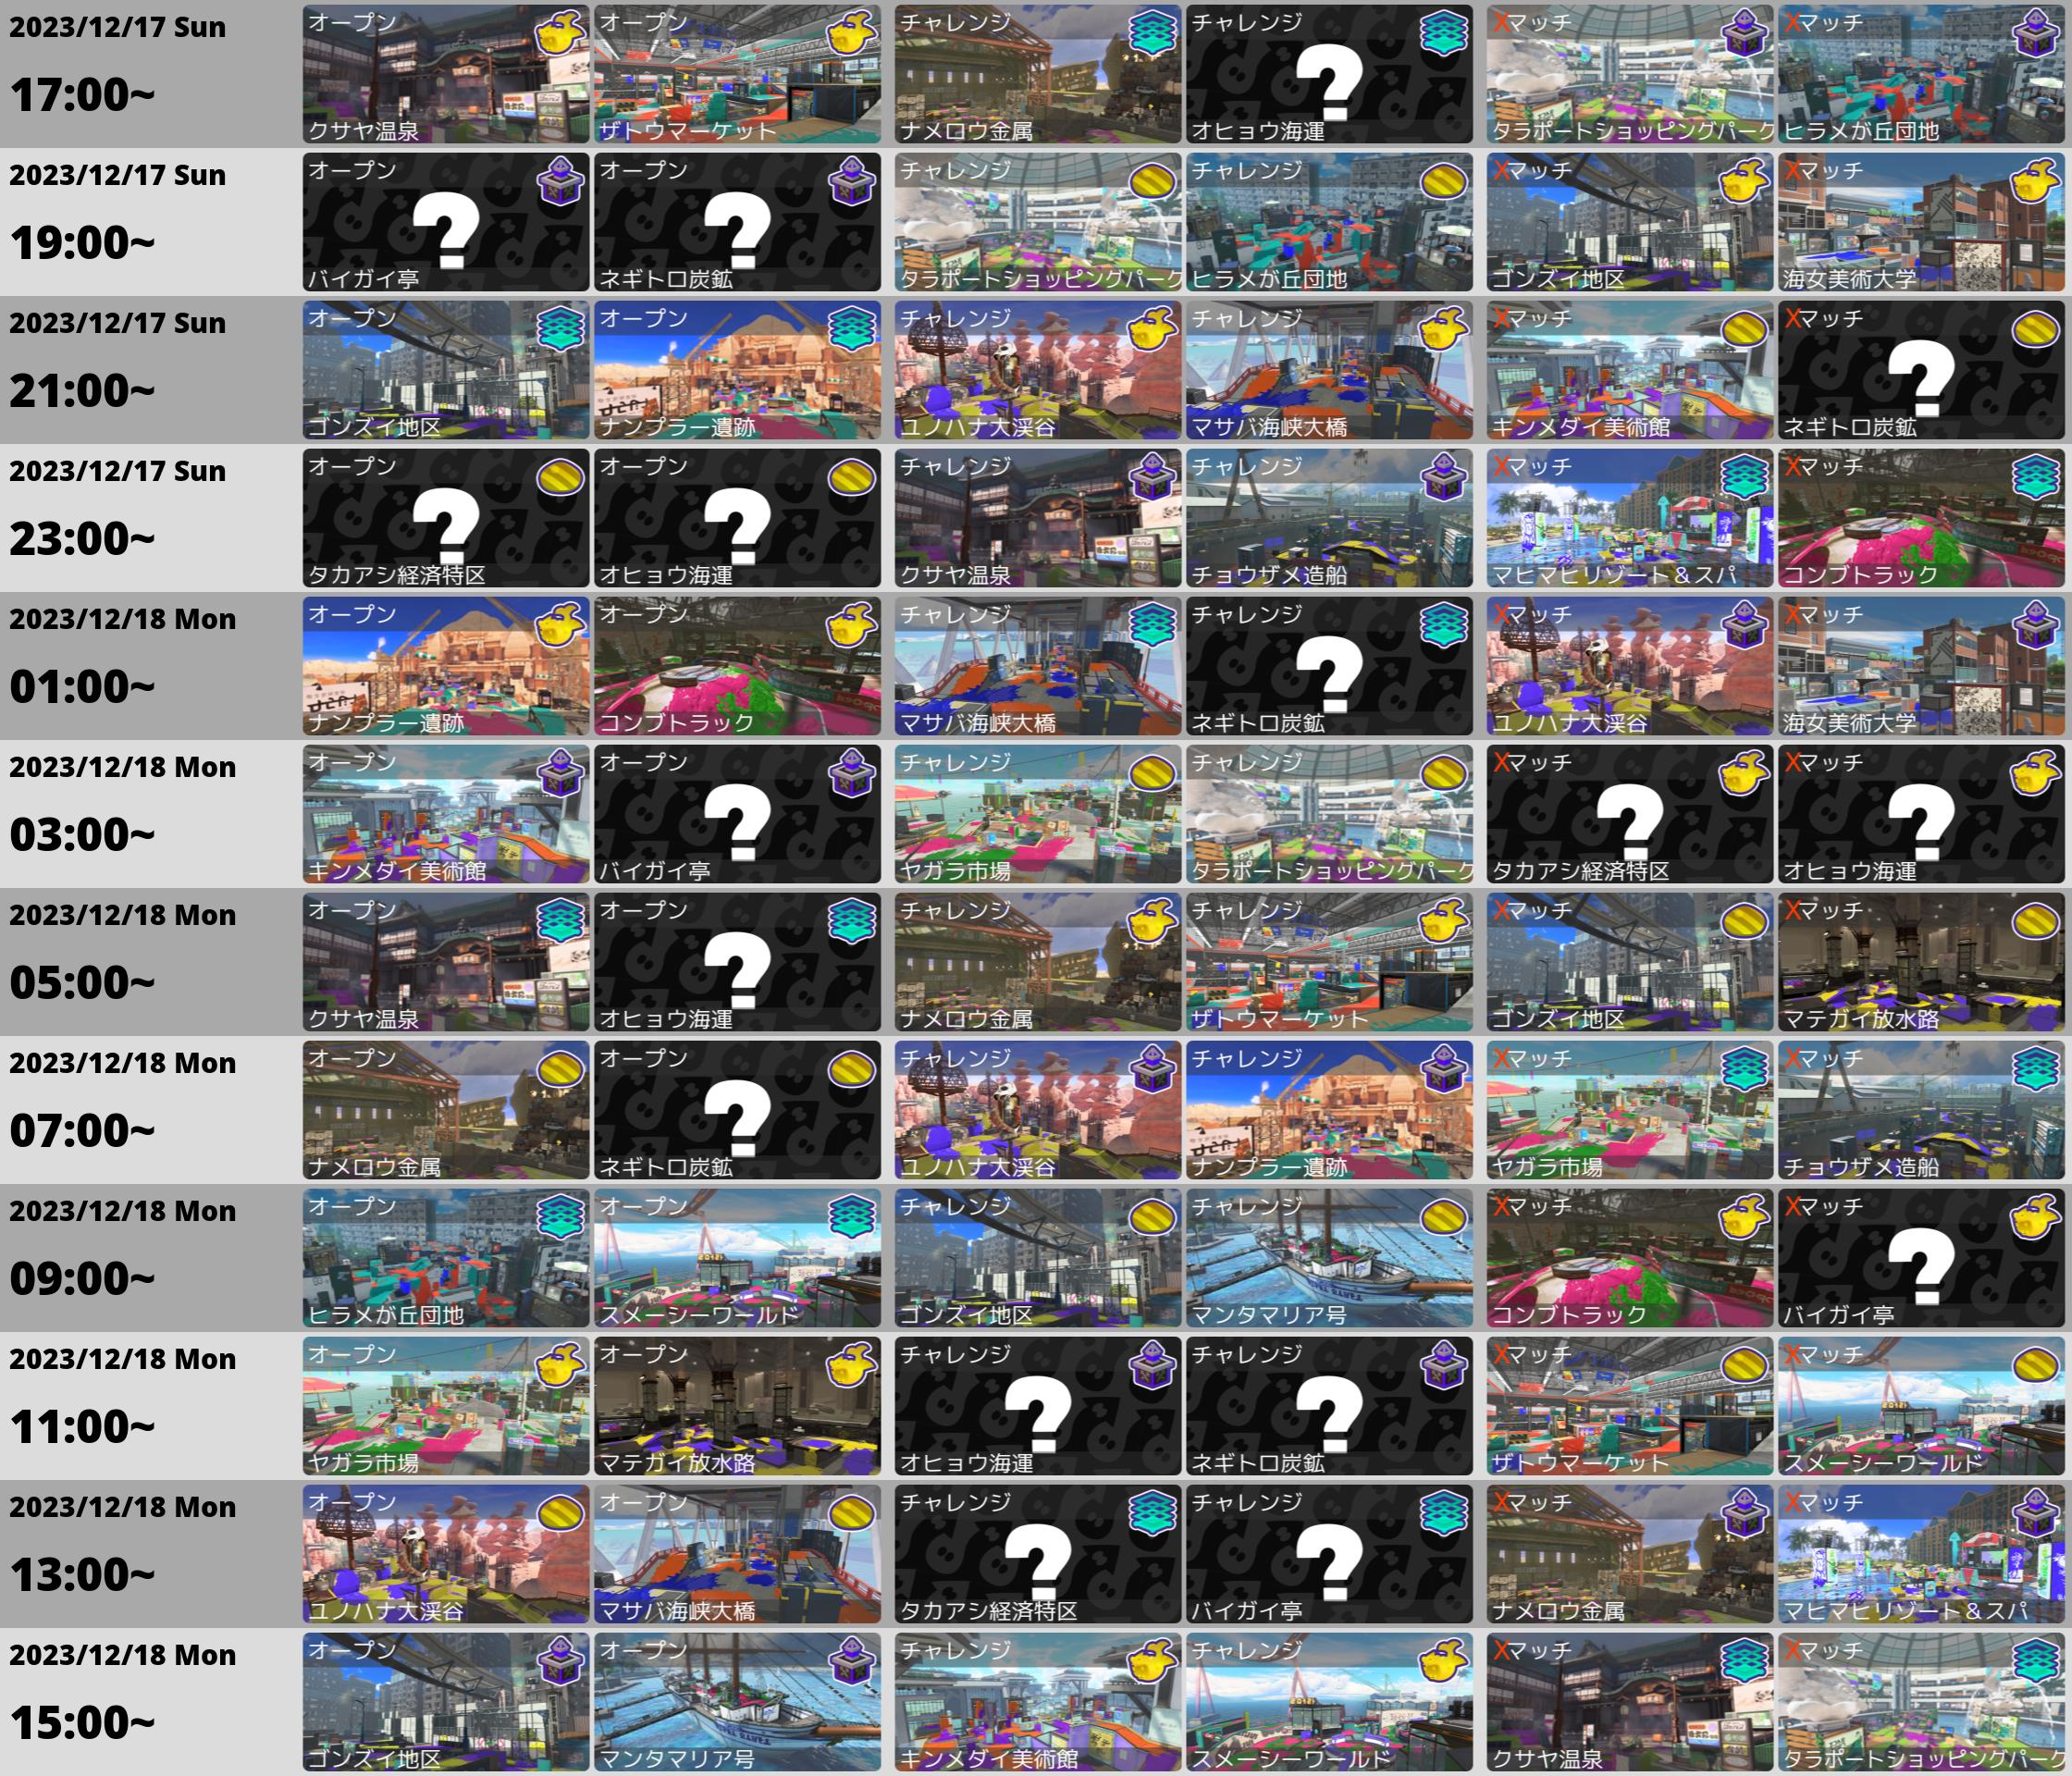 2023/12/17 Sun
17:00~
オープン
クサヤ温泉
オープン
ザトウマーケット
チャレンジ
ナメロウ金属
チャレンジ
オヒョウ海運
Xマッチ
タラポートショッピングパーク
Xマッチ
ヒラメが丘団地
2023/12/17 Sun
19:00~
オープン
バイガイ亭
オープン
ネギトロ炭鉱
チャレンジ
タラポートショッピングパーク
チャレンジ
ヒラメが丘団地
Xマッチ
ゴンズイ地区
Xマッチ
海女美術大学
2023/12/17 Sun
21:00~
オープン
ゴンズイ地区
オープン
ナンプラー遺跡
チャレンジ
ユノハナ大渓谷
チャレンジ
マサバ海峡大橋
Xマッチ
キンメダイ美術館
Xマッチ
ネギトロ炭鉱
2023/12/17 Sun
23:00~
オープン
タカアシ経済特区
オープン
オヒョウ海運
チャレンジ
クサヤ温泉
チャレンジ
チョウザメ造船
Xマッチ
マヒマヒリゾート&スパ
Xマッチ
コンブトラック
2023/12/18 Mon
01:00~
オープン
ナンプラー遺跡
オープン
コンブトラック
チャレンジ
マサバ海峡大橋
チャレンジ
ネギトロ炭鉱
Xマッチ
ユノハナ大渓谷
Xマッチ
海女美術大学
2023/12/18 Mon
03:00~
オープン
キンメダイ美術館
オープン
バイガイ亭
チャレンジ
ヤガラ市場
チャレンジ
タラポートショッピングパーク
Xマッチ
タカアシ経済特区
Xマッチ
オヒョウ海運
2023/12/18 Mon
05:00~
オープン
クサヤ温泉
オープン
オヒョウ海運
チャレンジ
ナメロウ金属
チャレンジ
ザトウマーケット
Xマッチ
ゴンズイ地区
Xマッチ
マテガイ放水路
2023/12/18 Mon
07:00~
オープン
ナメロウ金属
オープン
ネギトロ炭鉱
チャレンジ
ユノハナ大渓谷
チャレンジ
ナンプラー遺跡
Xマッチ
ヤガラ市場
Xマッチ
チョウザメ造船
2023/12/18 Mon
09:00~
オープン
ヒラメが丘団地
オープン
スメーシーワールド
チャレンジ
ゴンズイ地区
チャレンジ
マンタマリア号
Xマッチ
コンブトラック
Xマッチ
バイガイ亭
2023/12/18 Mon
11:00~
オープン
ヤガラ市場
オープン
マテガイ放水路
チャレンジ
オヒョウ海運
チャレンジ
ネギトロ炭鉱
Xマッチ
ザトウマーケット
Xマッチ
スメーシーワールド
2023/12/18 Mon
13:00~
オープン
ユノハナ大渓谷
オープン
マサバ海峡大橋
チャレンジ
タカアシ経済特区
チャレンジ
バイガイ亭
Xマッチ
ナメロウ金属
Xマッチ
マヒマヒリゾート&スパ
2023/12/18 Mon
15:00~
オープン
ゴンズイ地区
オープン
マンタマリア号
チャレンジ
キンメダイ美術館
チャレンジ
スメーシーワールド
Xマッチ
クサヤ温泉
Xマッチ
タラポートショッピングパーク